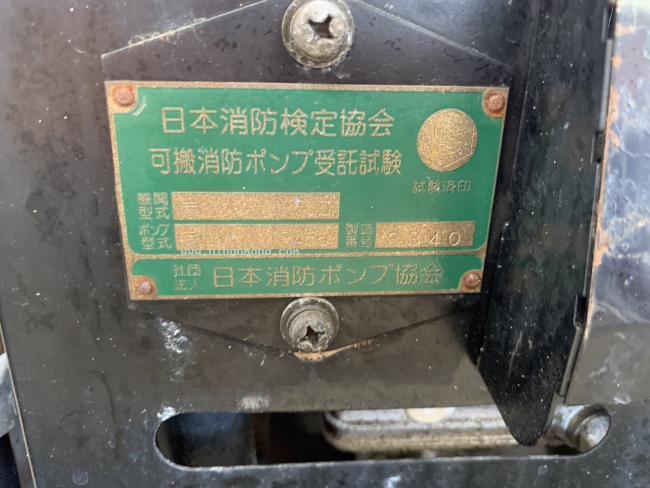 日本消防検定協会
可搬消防ポンプ受託試験
試験済印
機関
型式
ポンプ
型式
製造
番号
8840
社団
法人
日本消防ポンプ協会